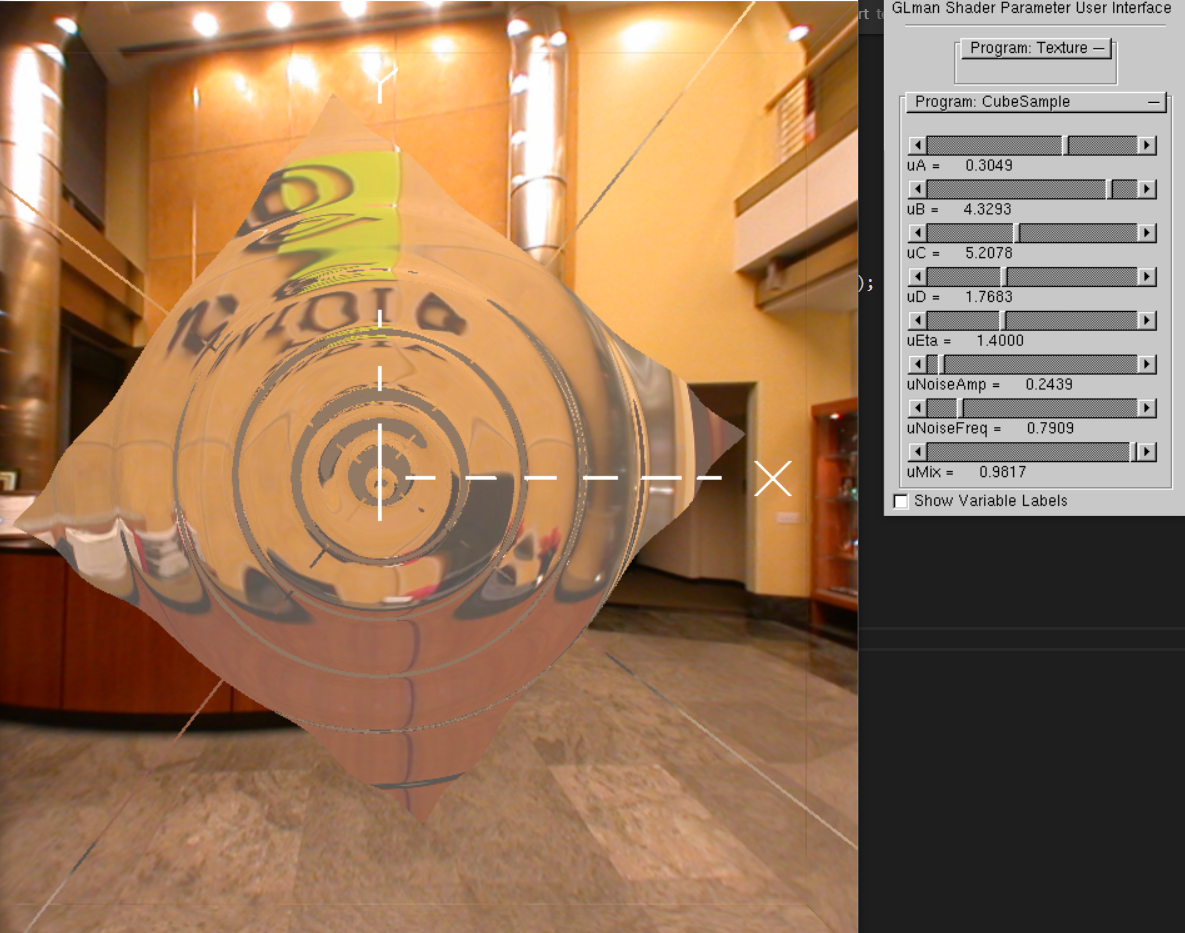 GLman Shader Parameter User Interface
Program: Texture
Program: CubeSample
uA = 0.3049
uB = 4.3293
uC = 5.2078
uD = 1.7683
uEta = 1.4000
uNoiseAmp = 0.2439
uNoiseFreq = 0.7909
uMix = 0.9817
Show Variable Labels
Y
X
);